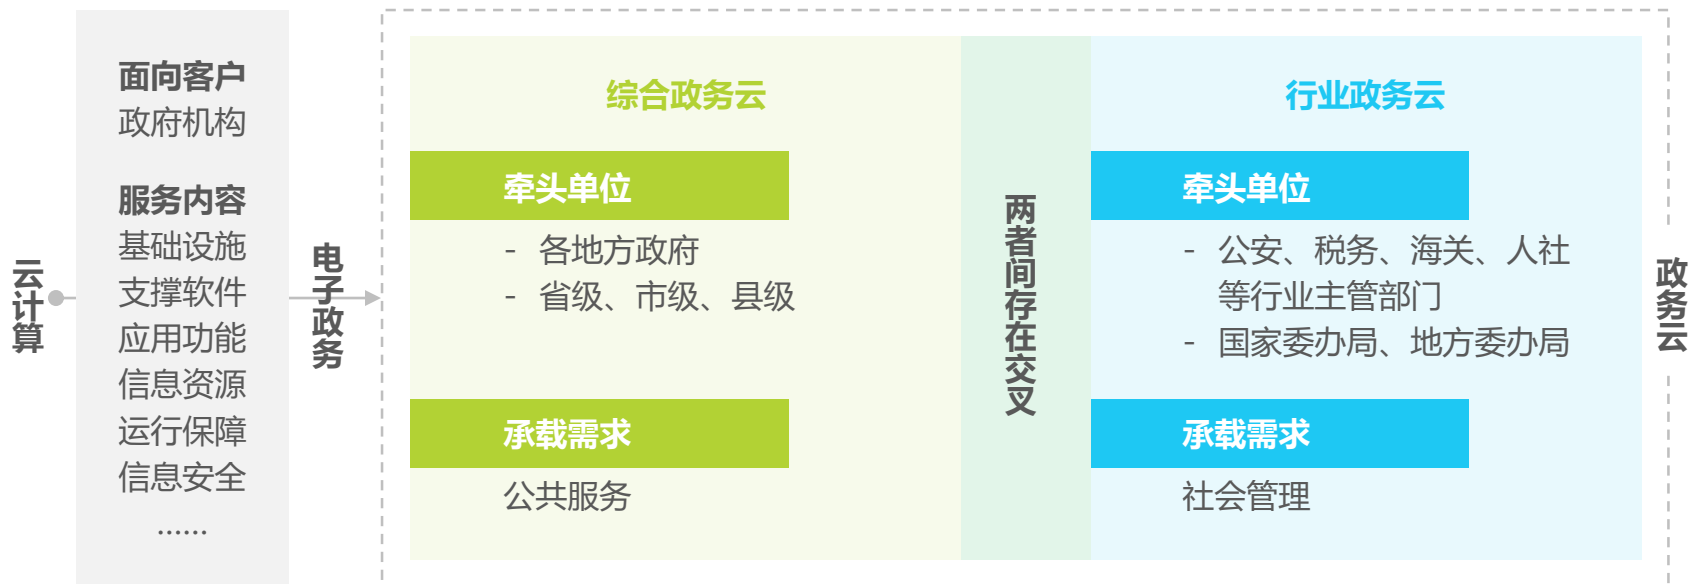 云计算
面向客户
政府机构
服务内容
基础设施
支撑软件
应用功能
信息资源
运行保障
信息安全
……
电子政务
综合政务云
牵头单位
- 各地方政府
- 省级、市级、县级
承载需求
公共服务
两者间存在交叉
行业政务云
牵头单位
- 公安、税务、海关、人社
等行业主管部门
- 国家委办局、地方委办局
承载需求
社会管理
政务云